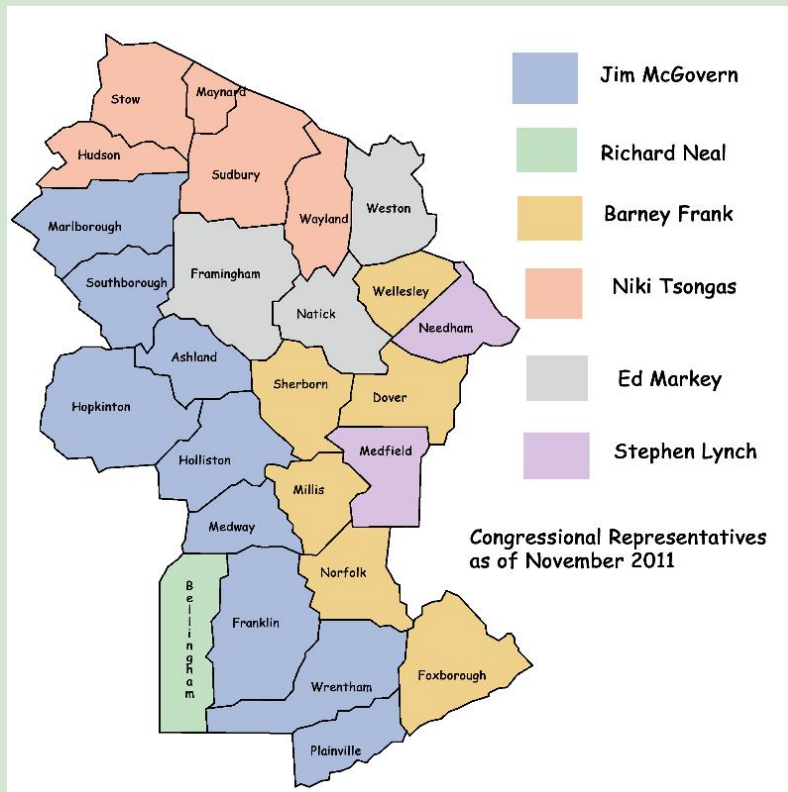 Stow
Maynard
Hudson
Sudbury
Wayland
Weston
Marlborough
Southborough
Framingham
Natick
Wellesley
Needham
Ashland
Sherborn
Dover
Hopkinton
Holliston
Medfield
Millis
Medway
Norfolk
Bellingham
Franklin
Foxborough
Wrentham
Plainville
Jim McGovern
Richard Neal
Barney Frank
Niki Tsongas
Ed Markey
Stephen Lynch
Congressional Representatives
as of November 2011